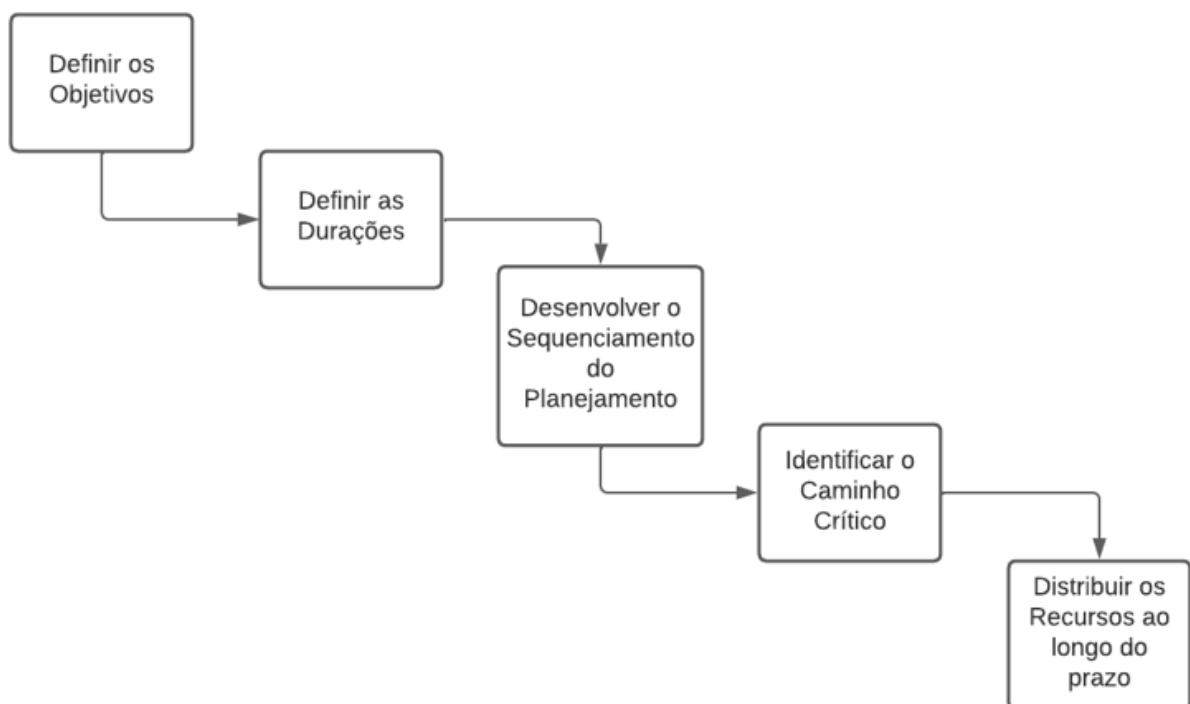 Definir os
Objetivos
Definir as
Durações
Desenvolver o
Sequenciamento
do
Planejamento
Identificar o
Caminho
Crítico
Distribuir os
Recursos ao
longo do
prazo